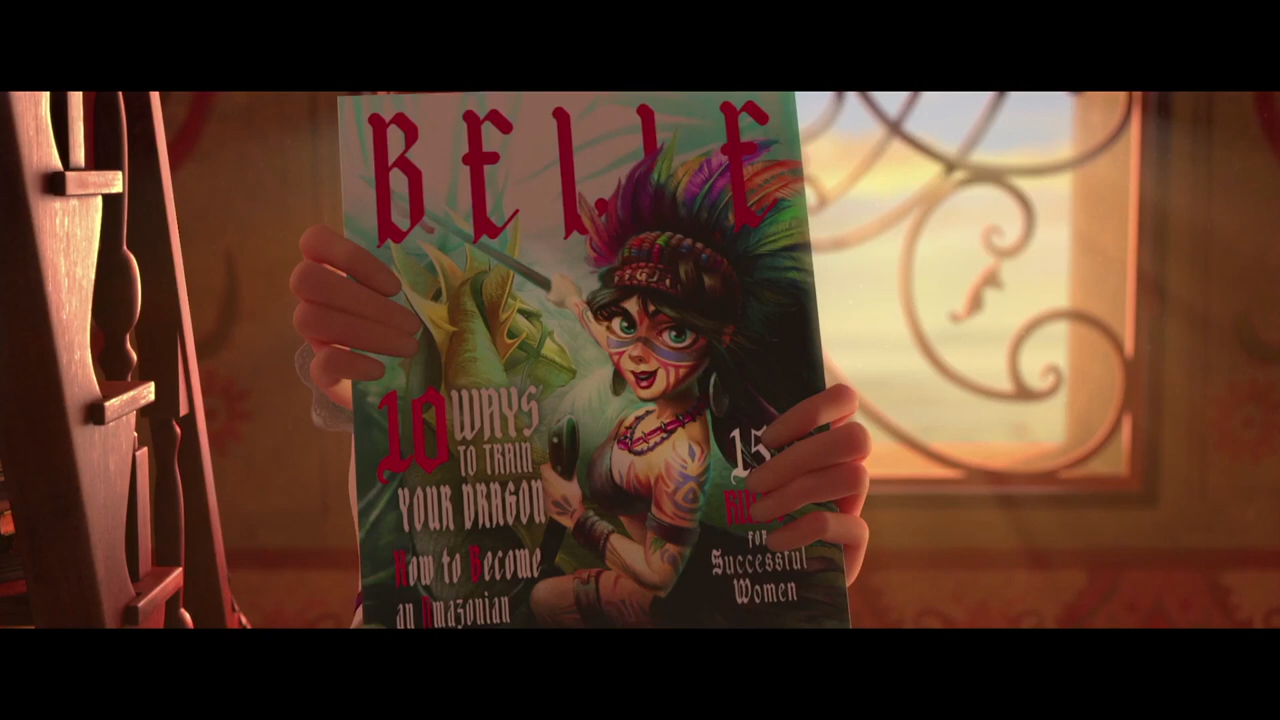 BELLE
10 WAYS
TO TRAIN
YOUR DRAGON
How to Become
an Amazonian
15
FOR
Successful
Women